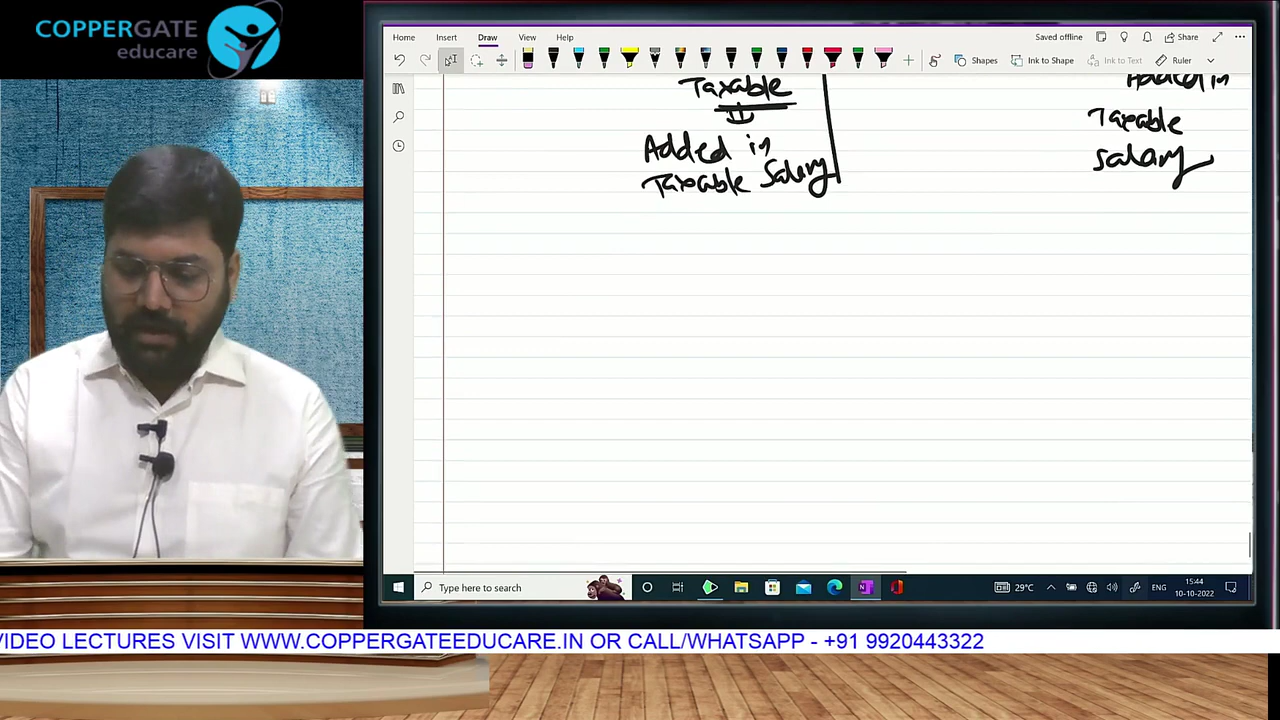 COPPERGATE
educare
Home Insert Draw View Help
Saved offline
Share
Shapes
Ink to Shape
Ink to Text
Ruler
Taxable
Added in
Taxable Salary
Added in
Taxable
Salary
Type here to search
29°C
ENG
15:44
10-10-2022
VIDEO LECTURES VISIT WWW.COPPERGATEEDUCARE.IN OR CALL/WHATSAPP - +91 9920443322